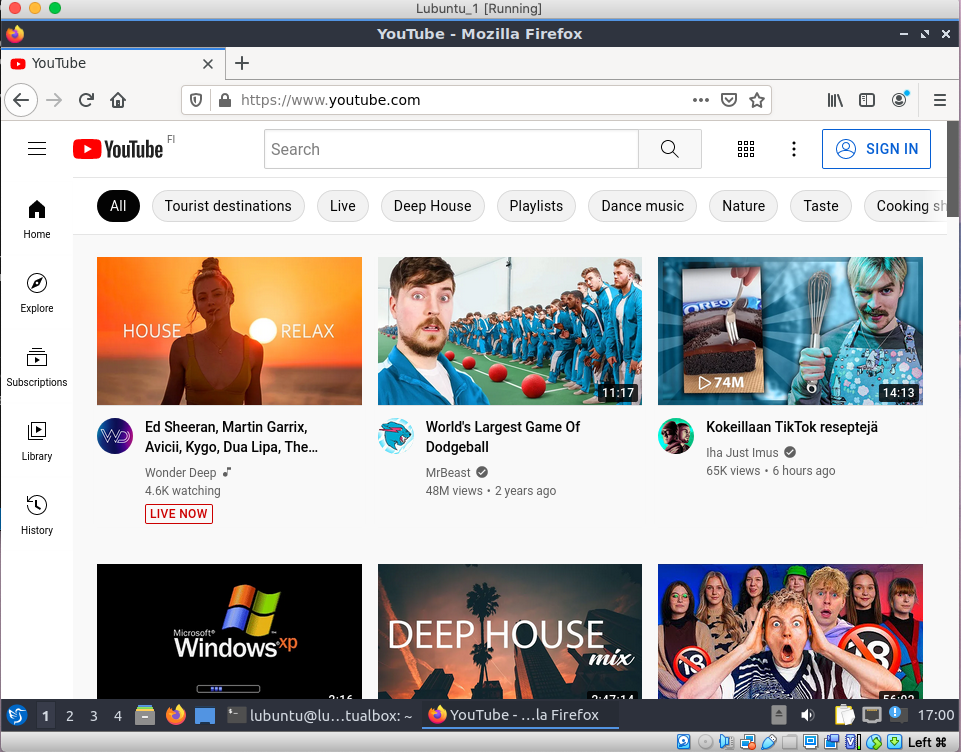 Lubuntu_1 [Running]
YouTube - Mozilla Firefox
YouTube
https://www.youtube.com
YouTube FI
Search
SIGN IN
All
Tourist destinations
Live
Deep House
Playlists
Dance music
Nature
Taste
Cooking sh
Home
Explore
Subscriptions
Library
History
HOUSE RELAX
11:17
OREO
74M
14:13
WD
Ed Sheeran, Martin Garrix,
Avicii, Kygo, Dua Lipa, The…
Wonder Deep
4.6K watching
LIVE NOW
World's Largest Game Of
Dodgeball
MrBeast
48M views • 2 years ago
Kokeillaan TikTok reseptejä
Iha Just Imus
65K views • 6 hours ago
Microsoft®
Windows xp
2:16
DEEP HOUSE
mix
2:47:14
18
18
56:02
1 2 3 4
lubuntu@lu…tualbox: ~
YouTube - …la Firefox
17:00
Left ⌘